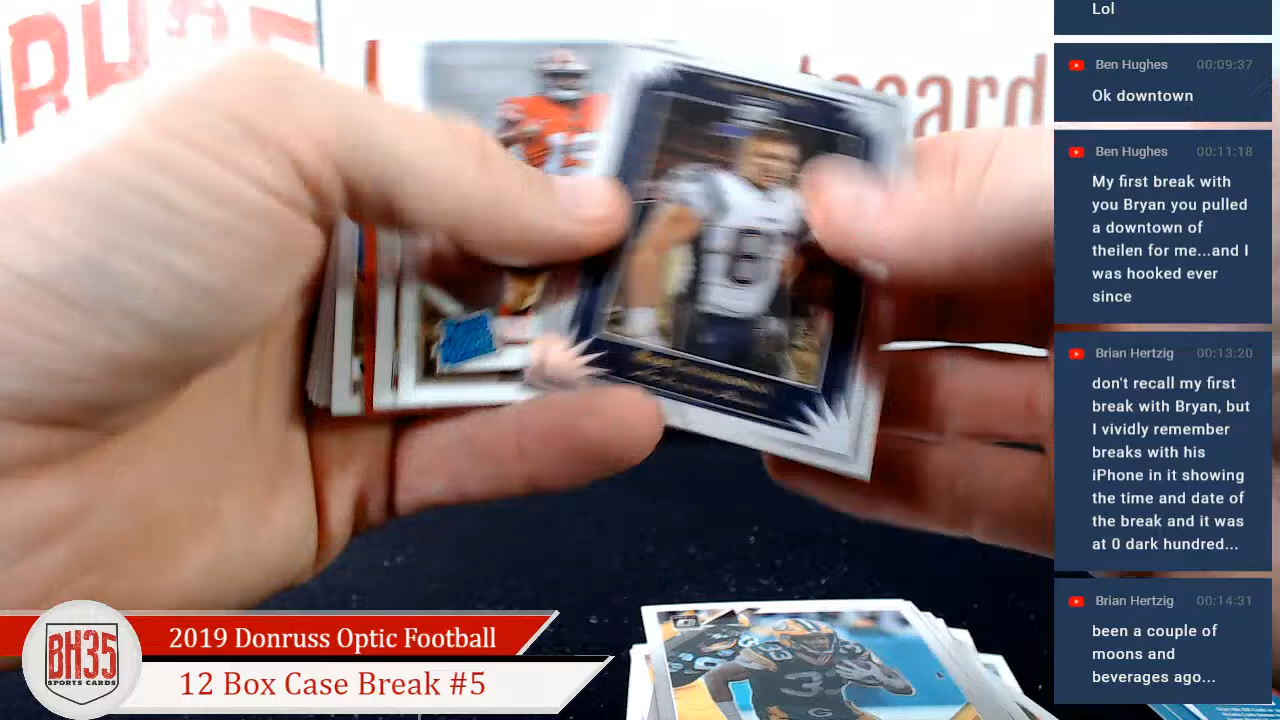 Lol
Ben Hughes 00:09:37
Ok downtown
Ben Hughes 00:11:18
My first break with
you Bryan you pulled
a downtown of
theilen for me...and I
was hooked ever
since
Brian Hertzig 00:13:20
don't recall my first
break with Bryan, but
I vividly remember
breaks with his
iPhone in it showing
the time and date of
the break and it was
at 0 dark hundred...
Brian Hertzig 00:14:31
been a couple of
moons and
beverages ago...
BH35
SPORTS CARDS
2019 Donruss Optic Football
12 Box Case Break #5
8
33
G